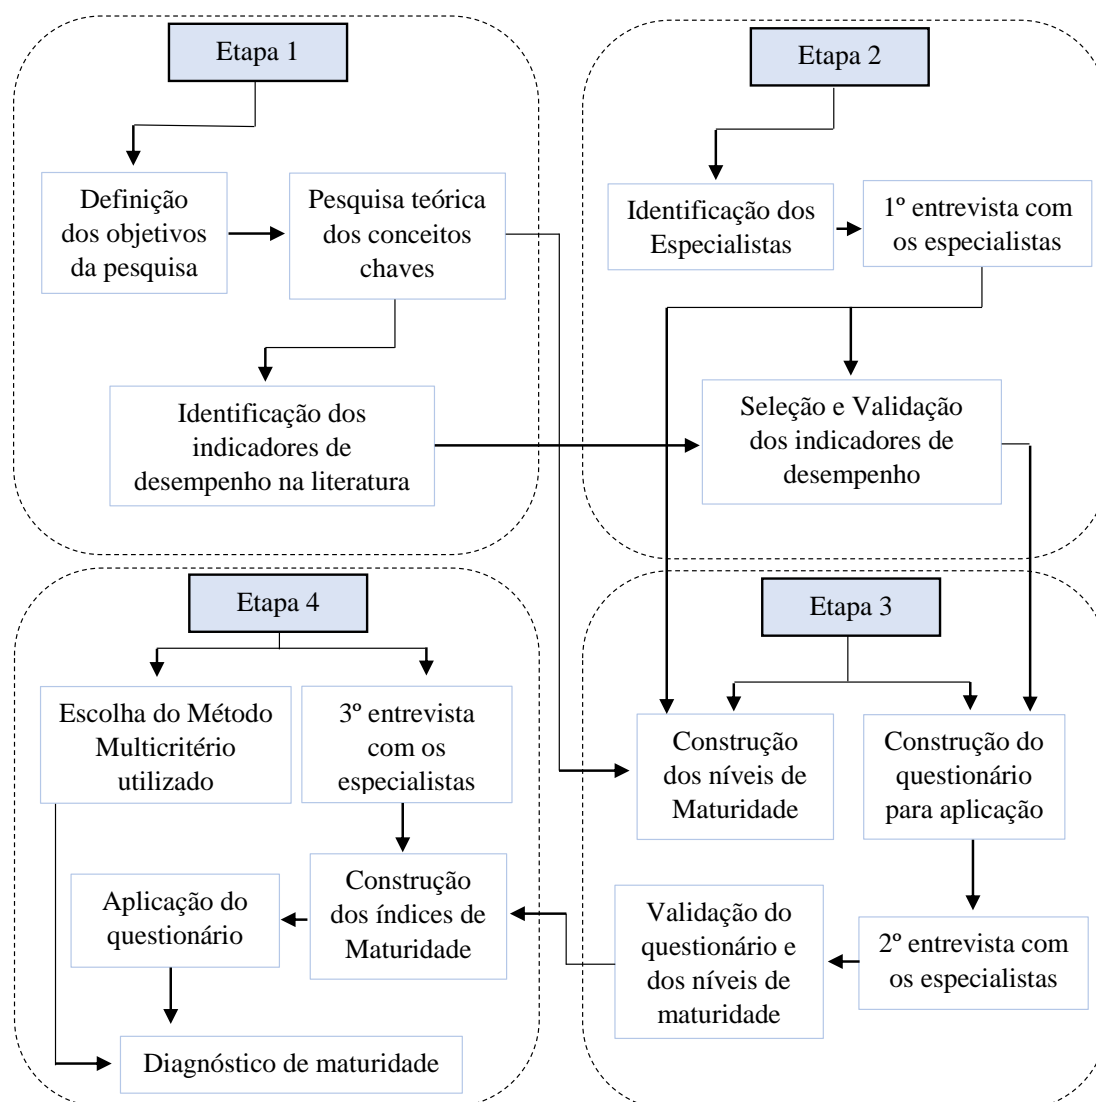 Etapa 1
Definição
dos objetivos
da pesquisa
Pesquisa teórica
dos conceitos
chaves
Identificação dos
indicadores de
desempenho na literatura
Etapa 2
Identificação dos
Especialistas
1º entrevista com
os especialistas
Seleção e Validação
dos indicadores de
desempenho
Etapa 3
Construção
dos níveis de
Maturidade
Construção do
questionário
para aplicação
2º entrevista com
os especialistas
Validação do
questionário e
dos níveis de
maturidade
Etapa 4
Escolha do Método
Multicritério
utilizado
3º entrevista
com os
especialistas
Construção
dos índices de
Maturidade
Aplicação do
questionário
Diagnóstico de maturidade